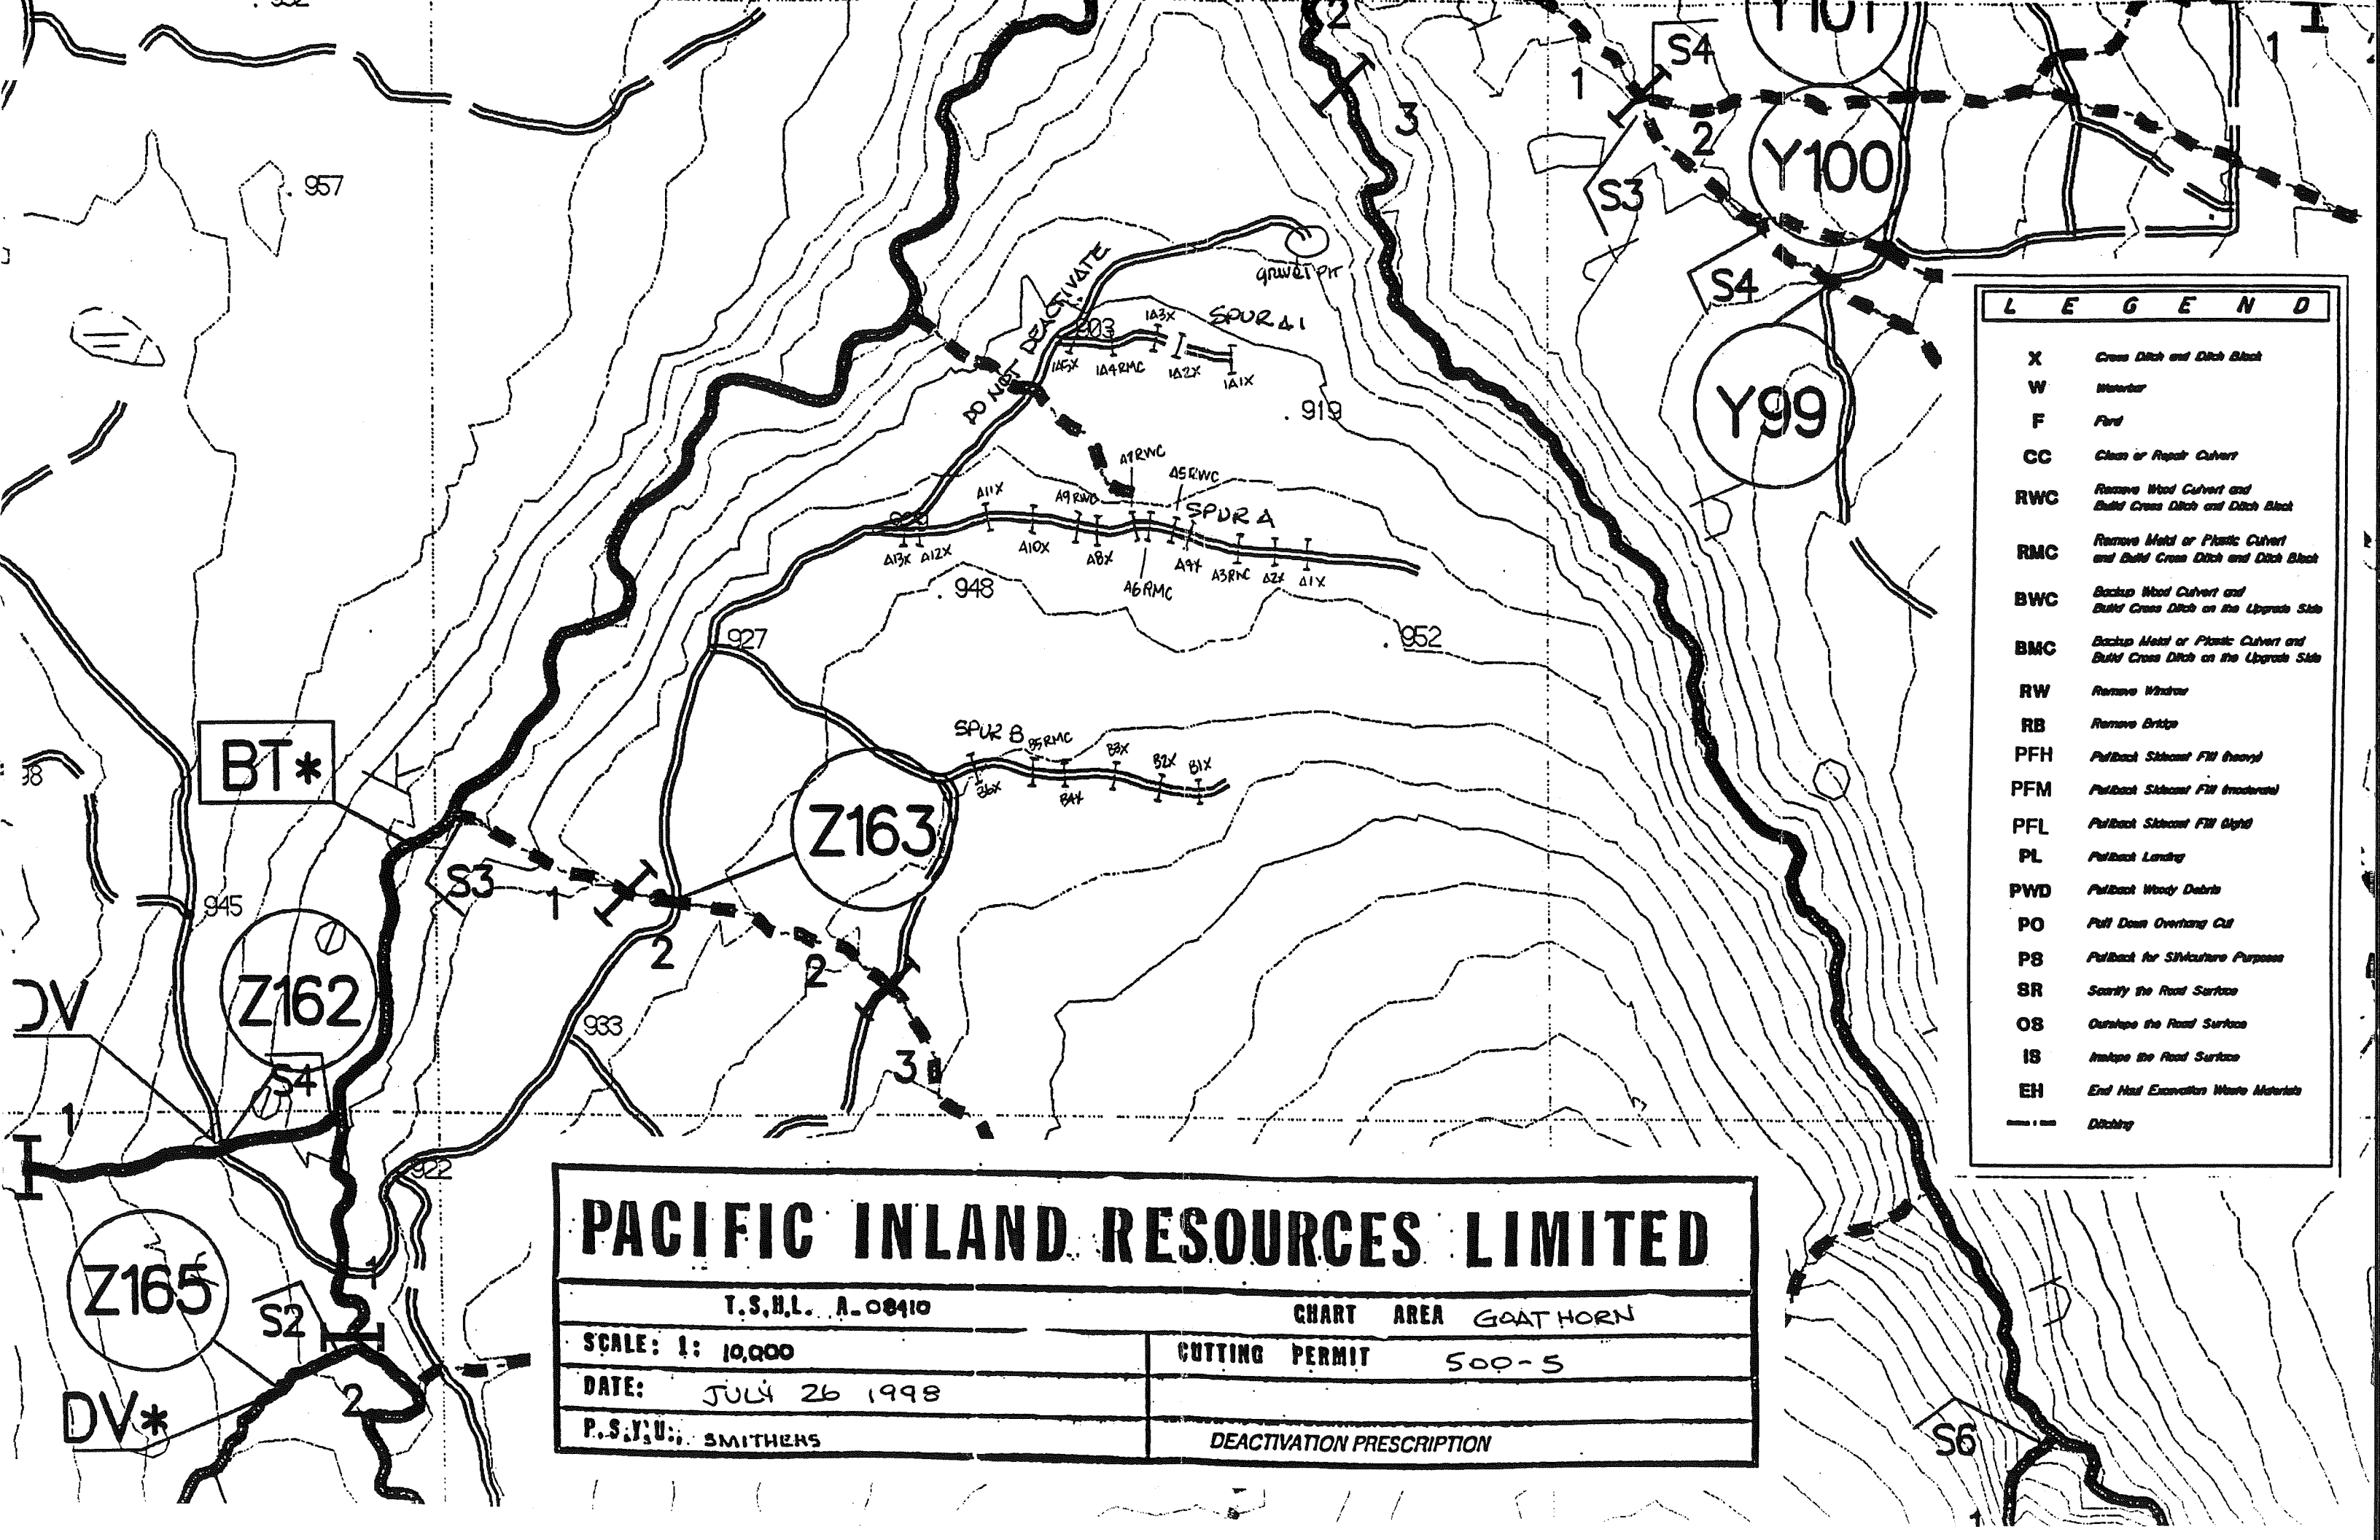 2
Y101
S4
1
1
3
2
957
Y100
S3
S4
DO NOT DEACTIVATE
gravel PIT
SPUR A1
903
1A3X
1A5X
1A4RMC
1A2X
1A1X
919
Y99
A7RWC
A5RWC
A9RWC
A11X
SPUR A
A13X
A12X
A10X
A8X
A6RMC
A9X
A3RMC
A2X
A1X
948
927
952
SPUR B
B5RMC
B3X
B2X
B1X
B6X
B4X
BT*
Z163
S3
1
945
2
2
Z162
933
DV
S4
3
1
922
1
Z165
S2
2
2
DV*
S6
1
LEGEND
X Cross Ditch and Ditch Block
W Waterbar
F Ford
CC Clean or Repair Culvert
RWC Remove Wood Culvert and
Build Cross Ditch and Ditch Block
RMC Remove Metal or Plastic Culvert
and Build Cross Ditch and Ditch Block
BWC Backup Wood Culvert and
Build Cross Ditch on the Upgrade Side
BMC Backup Metal or Plastic Culvert and
Build Cross Ditch on the Upgrade Side
RW Remove Windrow
RB Remove Bridge
PFH Pullback Sidecast Fill (heavy)
PFM Pullback Sidecast Fill (moderate)
PFL Pullback Sidecast Fill (light)
PL Pullback Landing
PWD Pullback Woody Debris
PO Pull Down Overhang Cut
PS Pullback for Silviculture Purposes
SR Scarify the Road Surface
OS Outslope the Road Surface
IS Inslope the Road Surface
EH End Haul Excavation Waste Materials
Ditching
PACIFIC INLAND RESOURCES LIMITED
T.S.H.L. A-08410
CHART AREA GOATHORN
SCALE: 1: 10,000
CUTTING PERMIT 500-5
DATE: JULY 26 1998
P.S.Y.U.: SMITHERS
DEACTIVATION PRESCRIPTION